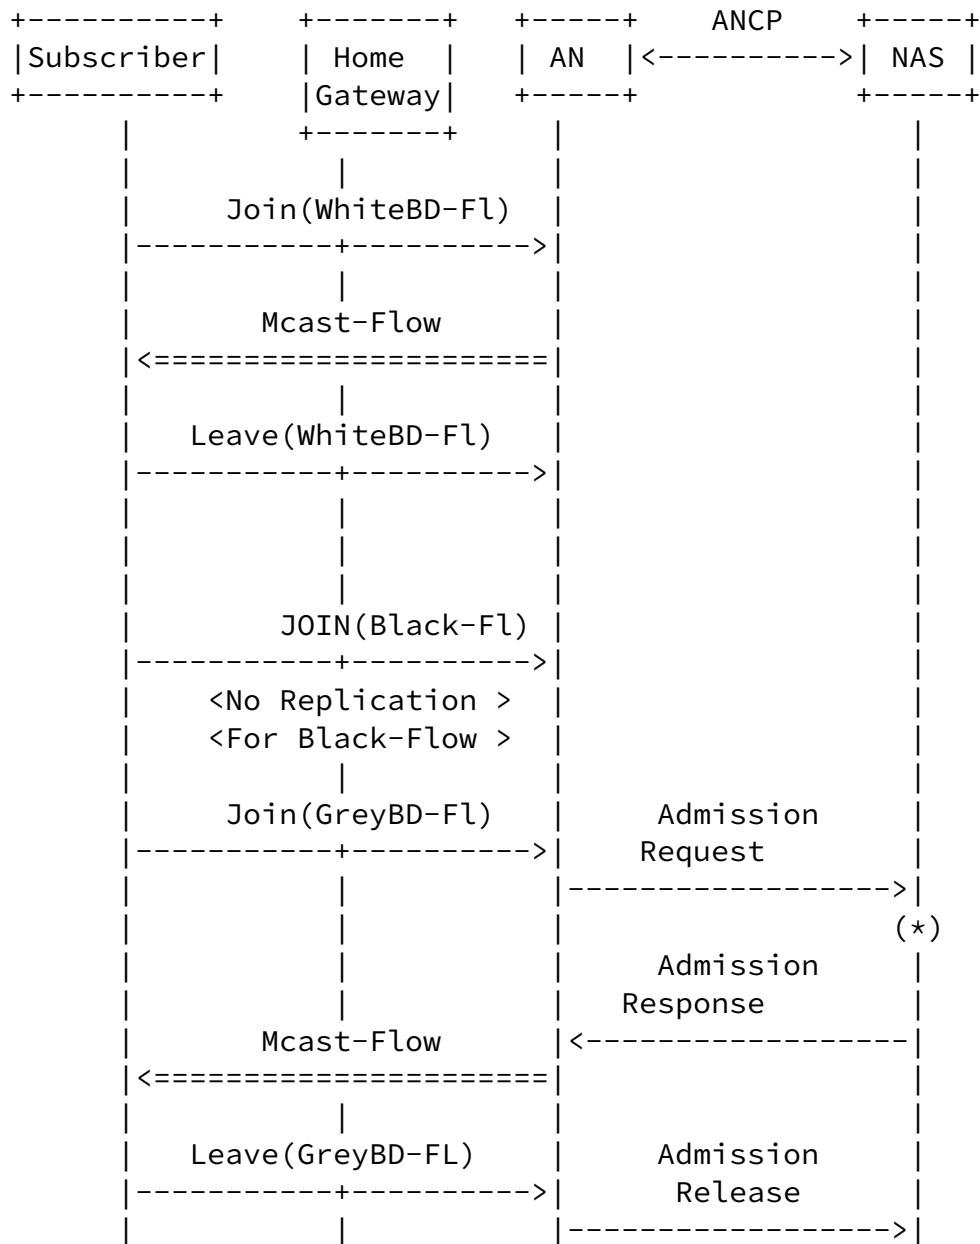 +----------+    +-------+   +-----+    ANCP    +-----+
|Subscriber|    | Home  |   | AN  |<---------->| NAS |
+----------+    |Gateway|   +-----+            +-----+
      |         +-------+      |                   |
      |           |            |                   |
      |     Join(WhiteBD-Fl)   |                   |
      |-----------+---------->|                   |
      |           |            |                   |
      |       Mcast-Flow       |                   |
      |<======================|                   |
      |           |            |                   |
      |   Leave(WhiteBD-Fl)    |                   |
      |-----------+---------->|                   |
      |           |            |                   |
      |           |            |                   |
      |           |            |                   |
      |        JOIN(Black-Fl)  |                   |
      |-----------+---------->|                   |
      |    <No Replication >   |                   |
      |    <For Black-Flow >   |                   |
      |           |            |                   |
      |     Join(GreyBD-Fl)    |     Admission     |
      |-----------+---------->|    Request        |
      |           |            |------------------>|
      |           |            |                  (*)
      |           |            |     Admission     |
      |           |            |   Response        |
      |       Mcast-Flow       |<------------------|
      |<======================|                   |
      |           |            |                   |
      |   Leave(GreyBD-FL)     |     Admission     |
      |-----------+---------->|      Release      |
      |           |            |------------------>|